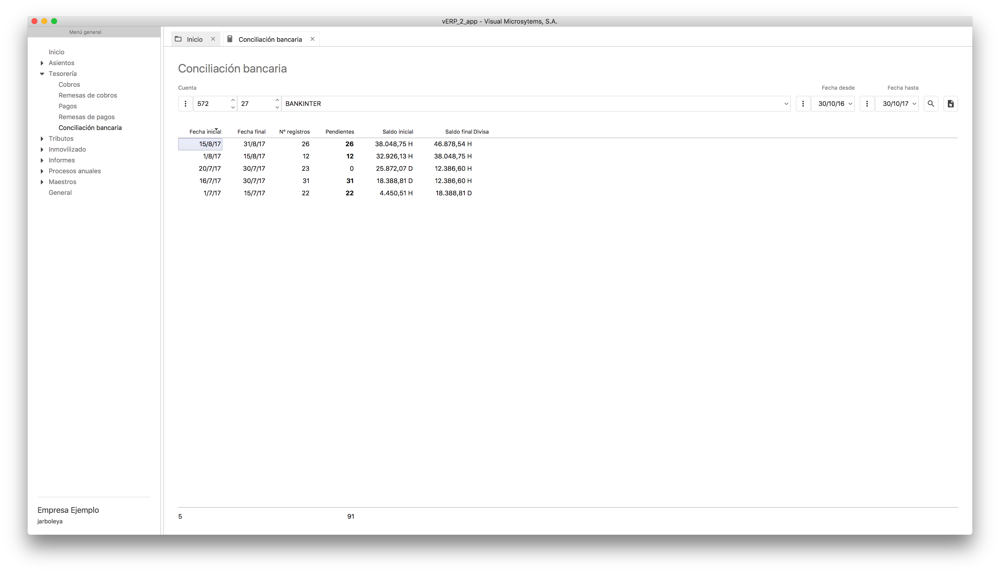 vERP_2_app - Visual Microsytems, S.A.
Menú general
Inicio
Asientos
Tesorería
Cobros
Remesas de cobros
Pagos
Remesas de pagos
Conciliación bancaria
Tributos
Inmovilizado
Informes
Procesos anuales
Maestros
General
Empresa Ejemplo
jarboleya
Inicio Conciliación bancaria
Conciliación bancaria
Cuenta Fecha desde Fecha hasta
572 27 BANKINTER 30/10/16 30/10/17
Fecha inicial Fecha final Nº registros Pendientes Saldo inicial Saldo final Divisa
15/8/17 31/8/17 26 26 38.048,75 H 46.878,54 H
1/8/17 15/8/17 12 12 32.926,13 H 38.048,75 H
20/7/17 30/7/17 23 0 25.872,07 D 12.386,60 H
16/7/17 30/7/17 31 31 18.388,81 D 12.386,60 H
1/7/17 15/7/17 22 22 4.450,51 H 18.388,81 D
5 91